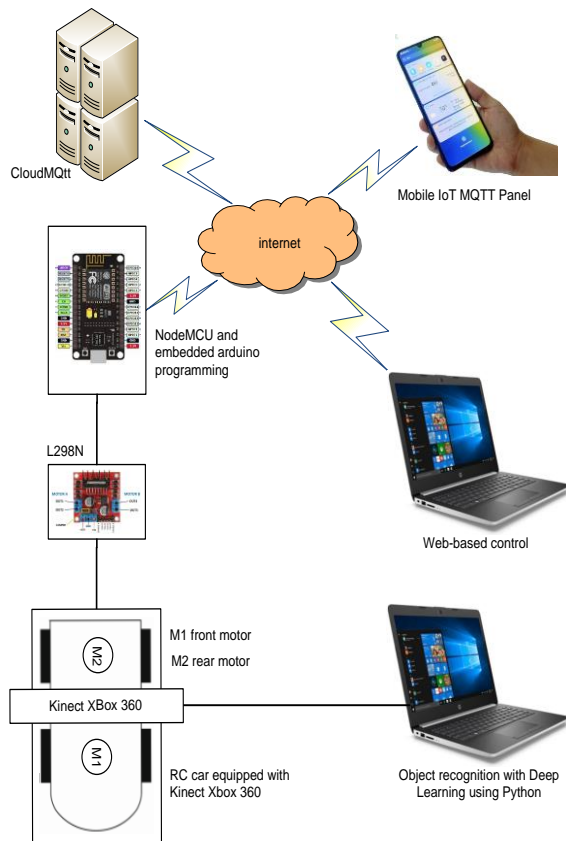 CloudMQtt
Mobile IoT MQTT Panel
internet
NodeMCU and
embedded arduino
programming
L298N
MOTOR A
MOTOR B
Web-based control
M1 front motor
M2 rear motor
M2
Kinect XBox 360
M1
RC car equipped with
Kinect Xbox 360
Object recognition with Deep
Learning using Python